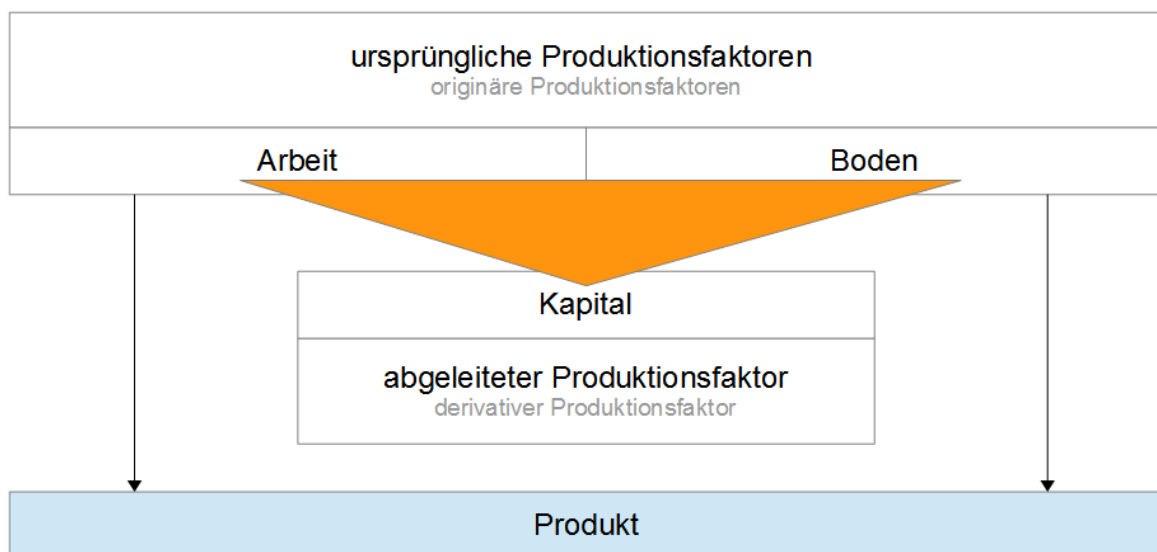 ursprüngliche Produktionsfaktoren
originäre Produktionsfaktoren
Arbeit
Boden
Kapital
abgeleiteter Produktionsfaktor
derivativer Produktionsfaktor
Produkt